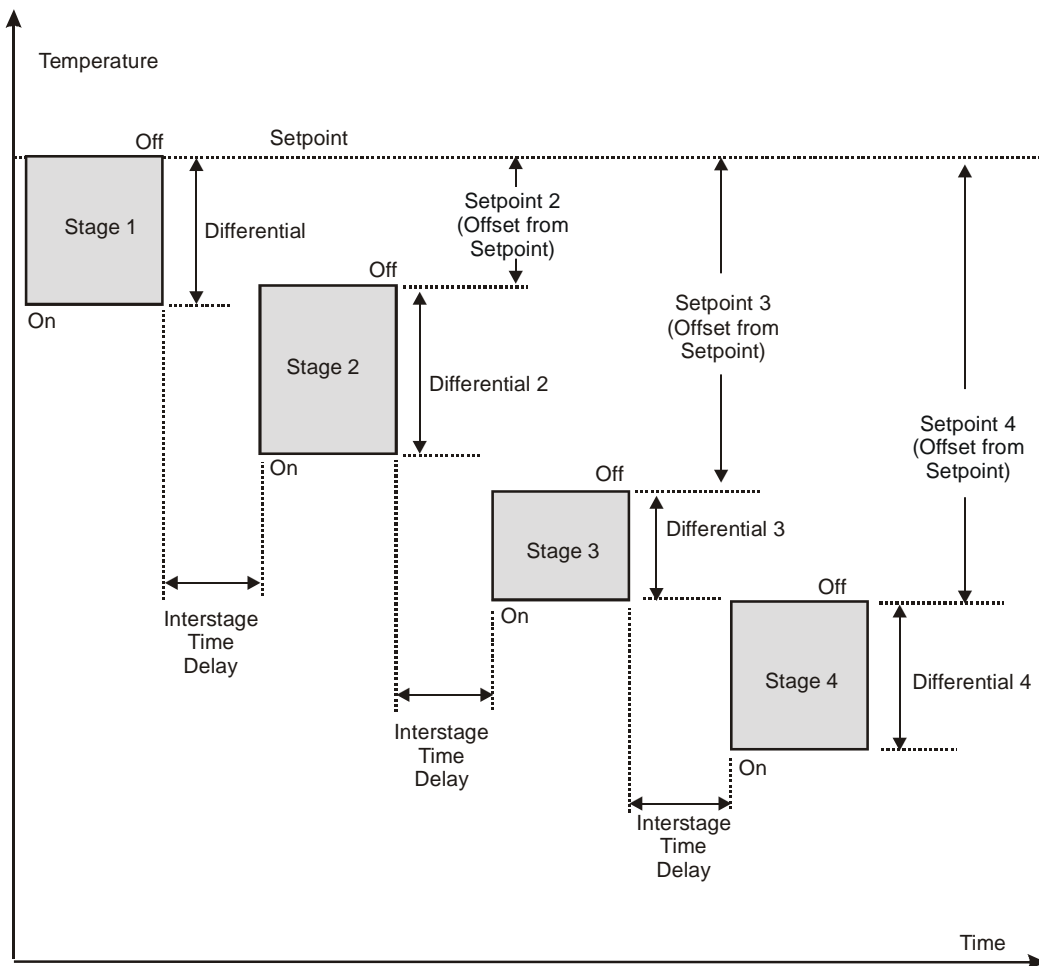 Temperature
Off
Setpoint
Stage 1
Differential
On
Setpoint 2
(Offset from
Setpoint)
Off
Stage 2
Differential 2
On
Setpoint 3
(Offset from
Setpoint)
Setpoint 4
(Offset from
Setpoint)
Off
Stage 3
Differential 3
On
Interstage
Time
Delay
Off
Stage 4
Differential 4
On
Interstage
Time
Delay
Interstage
Time
Delay
Time